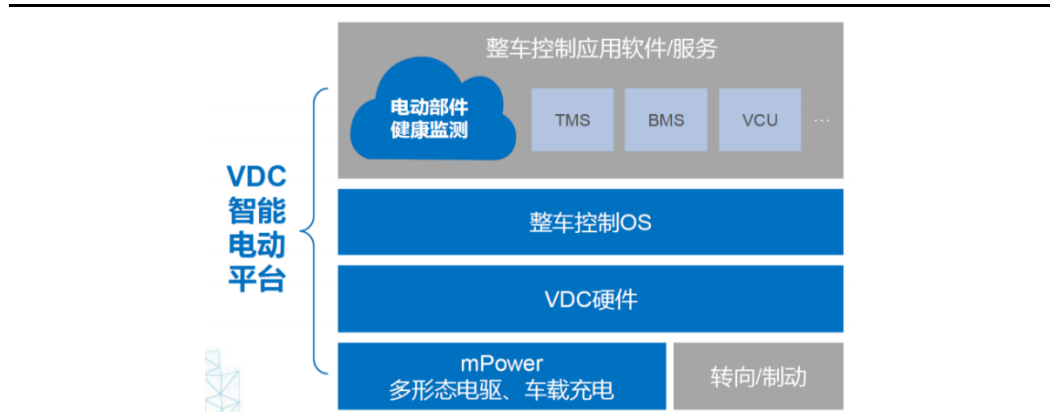 整车控制应用软件/服务
电动部件
健康监测
TMS
BMS
VCU
...
VDC
智能
电动
平台
整车控制OS
VDC硬件
mPower
多形态电驱、车载充电
转向/制动